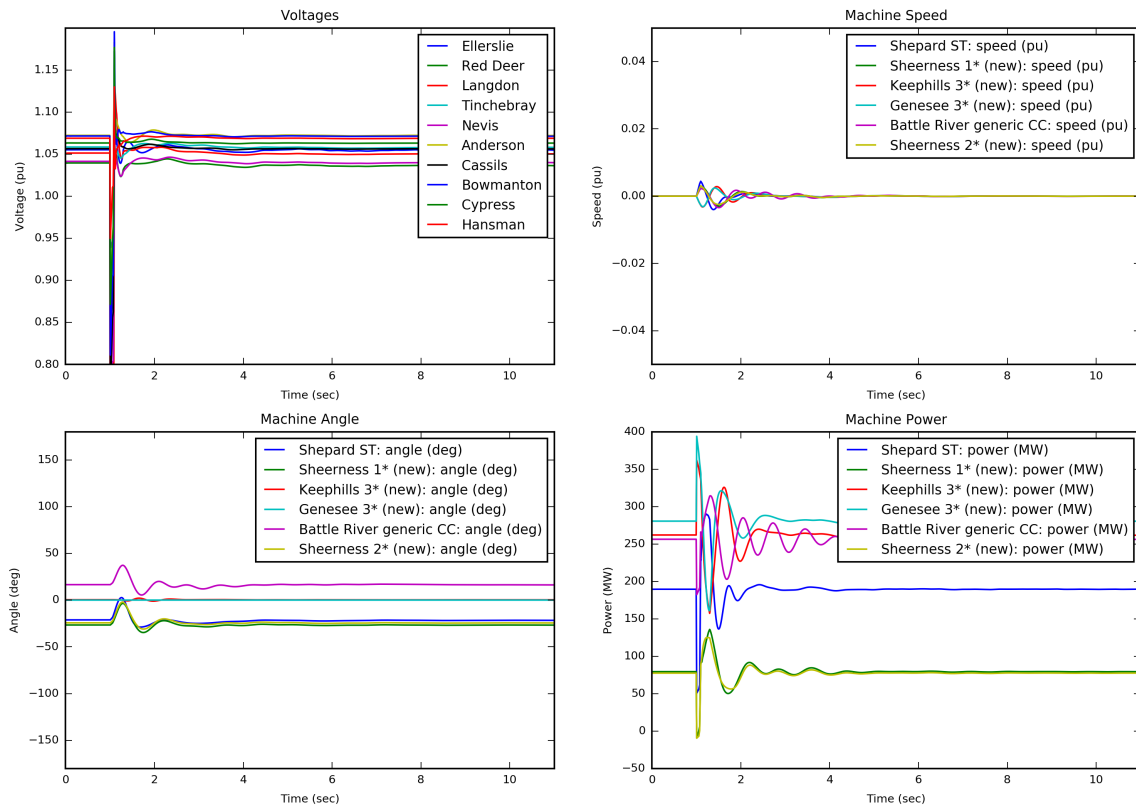 Voltages
1.15
1.10
1.05
1.00
0.95
0.90
0.85
0.80
Voltage (pu)
0 2 4 6 8 10
Time (sec)
Ellerslie
Red Deer
Langdon
Tinchebray
Nevis
Anderson
Cassils
Bowmanton
Cypress
Hansman
Machine Speed
0.04
0.02
0.00
−0.02
−0.04
Speed (pu)
0 2 4 6 8 10
Time (sec)
Shepard ST: speed (pu)
Sheerness 1* (new): speed (pu)
Keephills 3* (new): speed (pu)
Genesee 3* (new): speed (pu)
Battle River generic CC: speed (pu)
Sheerness 2* (new): speed (pu)
Machine Angle
150
100
50
0
−50
−100
−150
Angle (deg)
0 2 4 6 8 10
Time (sec)
Shepard ST: angle (deg)
Sheerness 1* (new): angle (deg)
Keephills 3* (new): angle (deg)
Genesee 3* (new): angle (deg)
Battle River generic CC: angle (deg)
Sheerness 2* (new): angle (deg)
Machine Power
400
350
300
250
200
150
100
50
0
−50
Power (MW)
0 2 4 6 8 10
Time (sec)
Shepard ST: power (MW)
Sheerness 1* (new): power (MW)
Keephills 3* (new): power (MW)
Genesee 3* (new): power (MW)
Battle River generic CC: power (MW)
Sheerness 2* (new): power (MW)